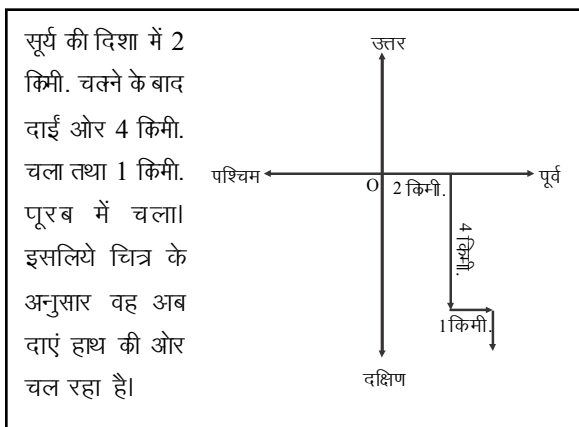 सूर्य की दिशा में 2
किमी. चलने के बाद
दाईं ओर 4 किमी.
चला तथा 1 किमी.
पूरब में चला।
इसलिये चित्र के
अनुसार वह अब
दाएं हाथ की ओर
चल रहा है।
उत्तर
पश्चिम
पूर्व
O
2 किमी.
4 किमी.
1 किमी.
दक्षिण